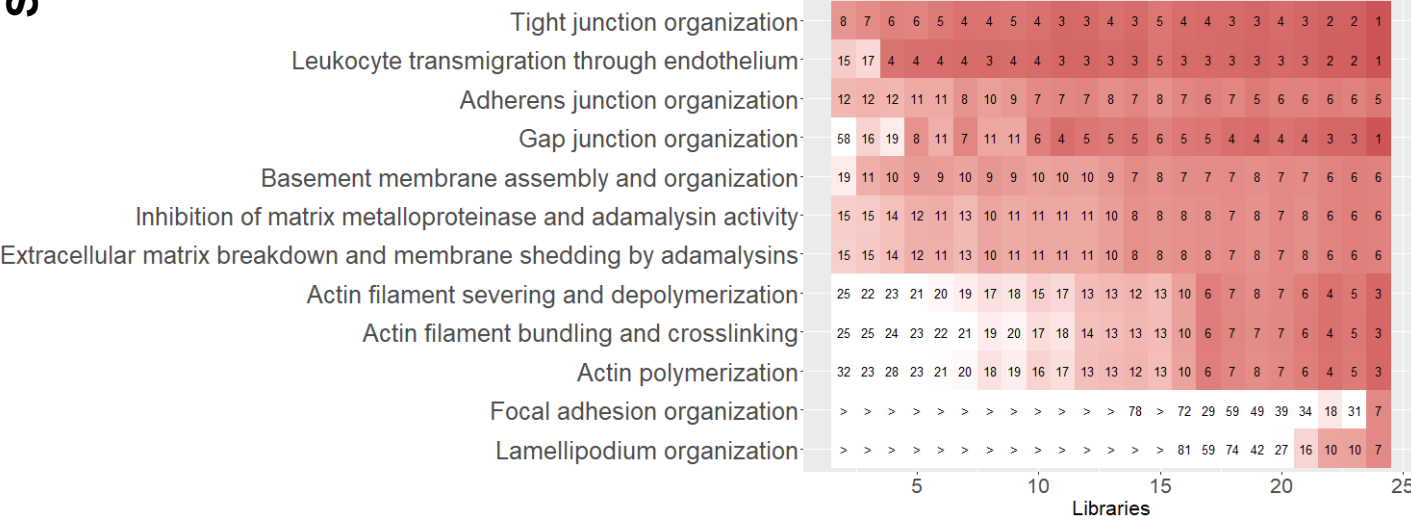 Tight junction organization 8 7 6 6 5 4 4 5 4 3 3 4 3 5 4 4 3 3 4 3 2 2 1
Leukocyte transmigration through endothelium 15 17 4 4 4 4 3 4 4 3 3 3 3 5 3 3 3 3 3 3 2 2 1
Adherens junction organization 12 12 12 11 11 8 10 9 7 7 7 8 7 8 7 6 7 5 6 6 6 6 5
Gap junction organization 58 16 19 8 11 7 11 11 6 4 5 5 5 6 5 5 4 4 4 4 3 3 1
Basement membrane assembly and organization 19 11 10 9 9 10 9 9 10 10 10 9 7 8 7 7 7 8 7 7 6 6 6
Inhibition of matrix metalloproteinase and adamalysin activity 15 15 14 12 11 13 10 11 11 11 11 10 8 8 8 8 7 8 7 8 6 6 6
Extracellular matrix breakdown and membrane shedding by adamalysins 15 15 14 12 11 13 10 11 11 11 11 10 8 8 8 8 7 8 7 8 6 6 6
Actin filament severing and depolymerization 25 22 23 21 20 19 17 18 15 17 13 13 12 13 10 6 7 8 7 6 4 5 3
Actin filament bundling and crosslinking 25 25 24 23 22 21 19 20 17 18 14 13 13 13 10 6 7 7 7 6 4 5 3
Actin polymerization 32 23 28 23 21 20 18 19 16 17 13 13 12 13 10 6 7 8 7 6 4 5 3
Focal adhesion organization > > > > > > > > > > > > 78 > 72 29 59 49 39 34 18 31 7
Lamellipodium organization > > > > > > > > > > > > > > 81 59 74 42 27 16 10 10 7
5 10 15 20 25
Libraries